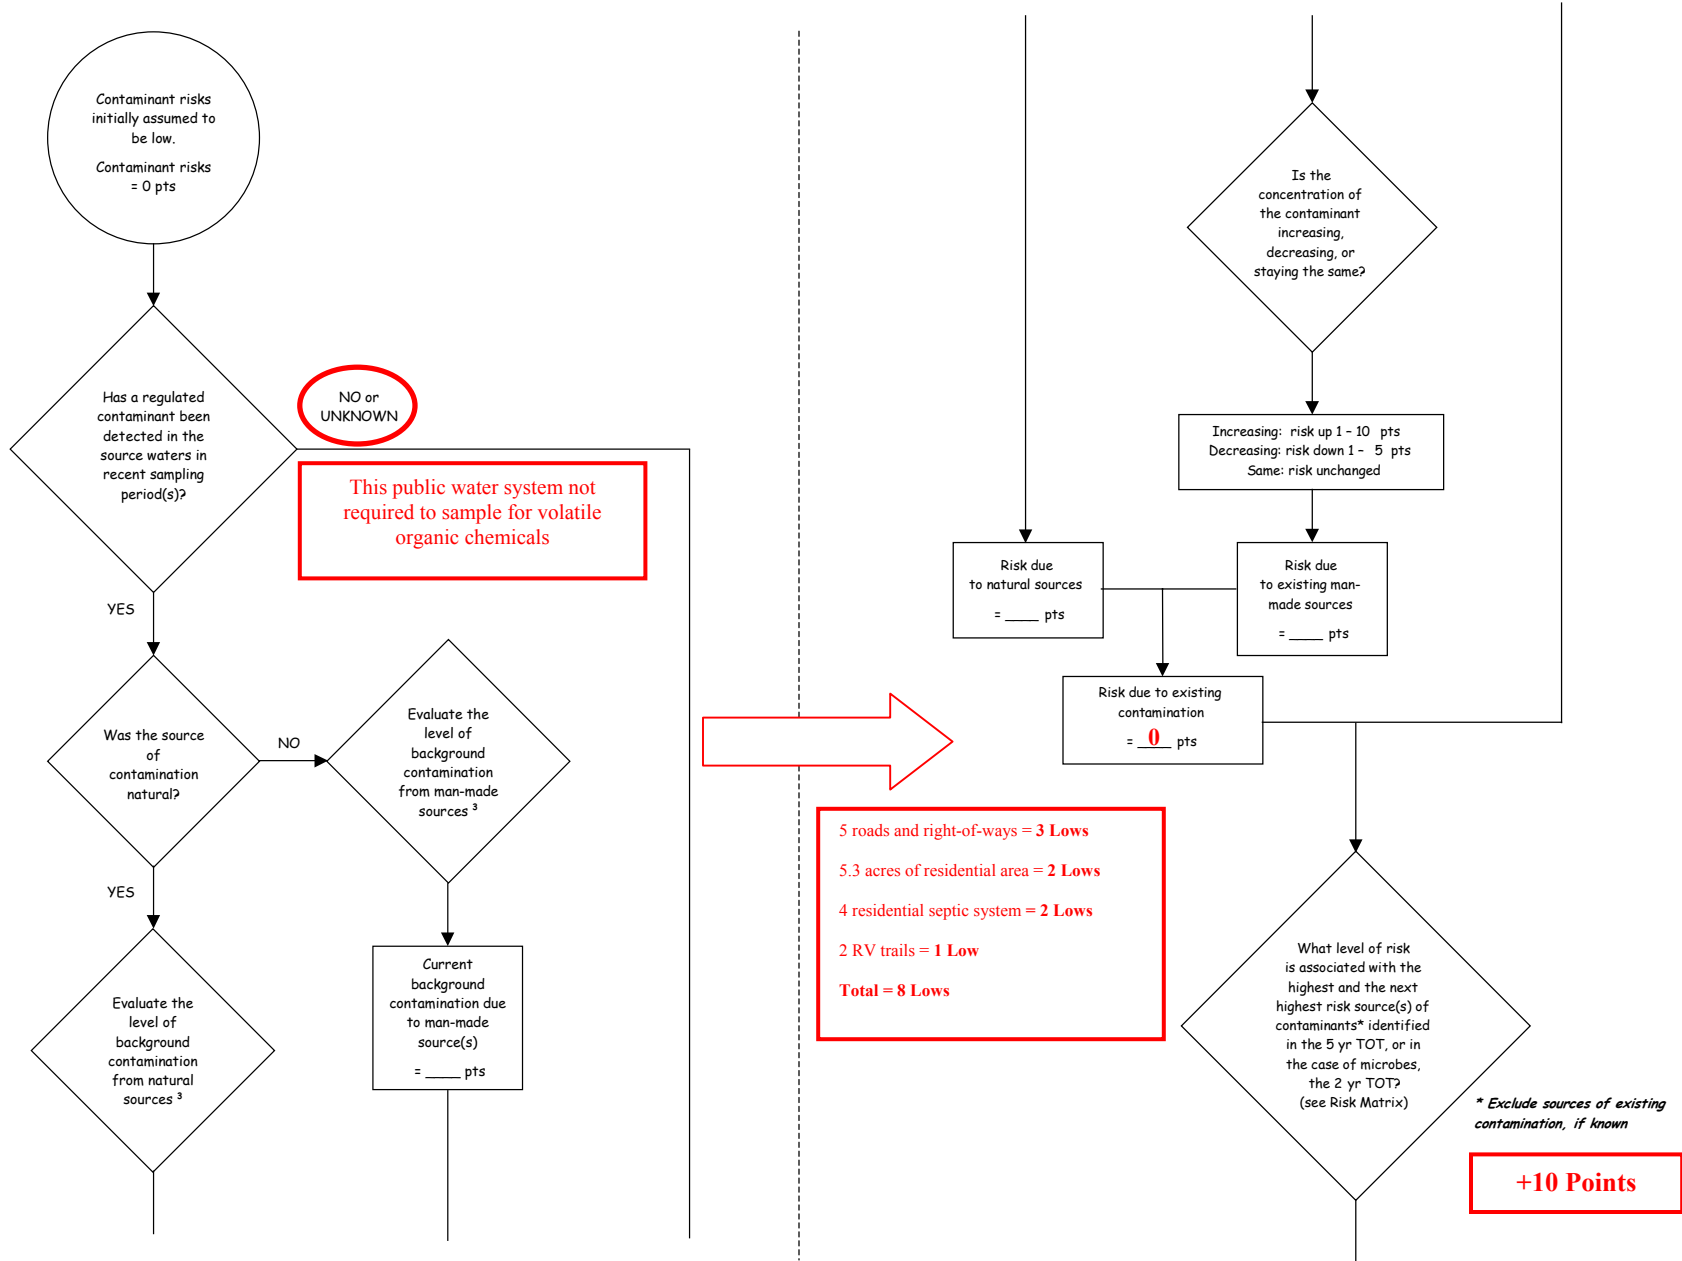 Contaminant risks
initially assumed to
be low.
Contaminant risks
= 0 pts
Has a regulated
contaminant been
detected in the
source waters in
recent sampling
period(s)?
NO or
UNKNOWN
This public water system not
required to sample for volatile
organic chemicals
YES
Was the source
of
contamination
natural?
NO
Evaluate the
level of
background
contamination
from man-made
sources ³
YES
Evaluate the
level of
background
contamination
from natural
sources ³
Current
background
contamination due
to man-made
source(s)
= ____ pts
Is the
concentration of
the contaminant
increasing,
decreasing, or
staying the same?
Increasing: risk up 1 – 10 pts
Decreasing: risk down 1 – 5 pts
Same: risk unchanged
Risk due
to natural sources
= ____ pts
Risk due
to existing man-
made sources
= ____ pts
Risk due to existing
contamination
= 0 pts
5 roads and right-of-ways = 3 Lows
5.3 acres of residential area = 2 Lows
4 residential septic system = 2 Lows
2 RV trails = 1 Low
Total = 8 Lows
What level of risk
is associated with the
highest and the next
highest risk source(s) of
contaminants* identified
in the 5 yr TOT, or in
the case of microbes,
the 2 yr TOT?
(see Risk Matrix)
* Exclude sources of existing
contamination, if known
+10 Points